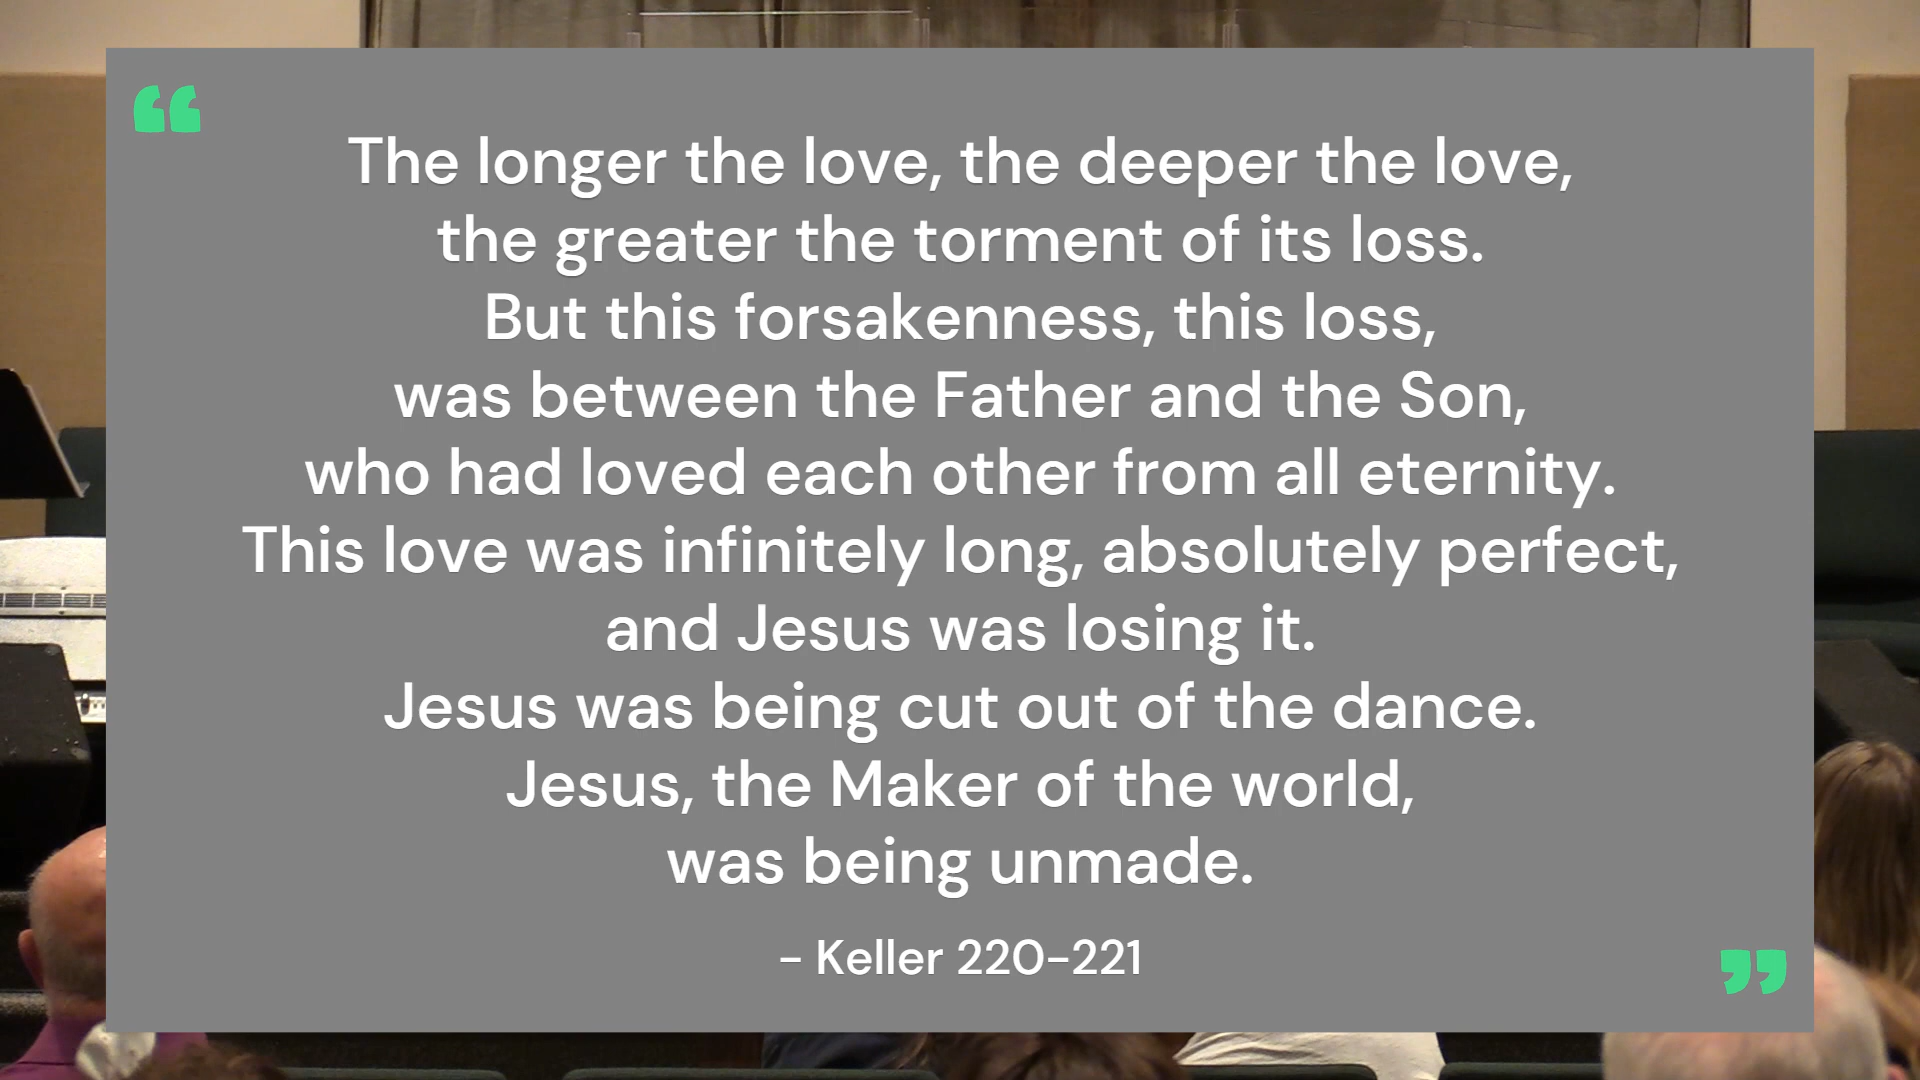 “
The longer the love, the deeper the love,
the greater the torment of its loss.
But this forsakenness, this loss,
was between the Father and the Son,
who had loved each other from all eternity.
This love was infinitely long, absolutely perfect,
and Jesus was losing it.
Jesus was being cut out of the dance.
Jesus, the Maker of the world,
was being unmade.
- Keller 220-221
”